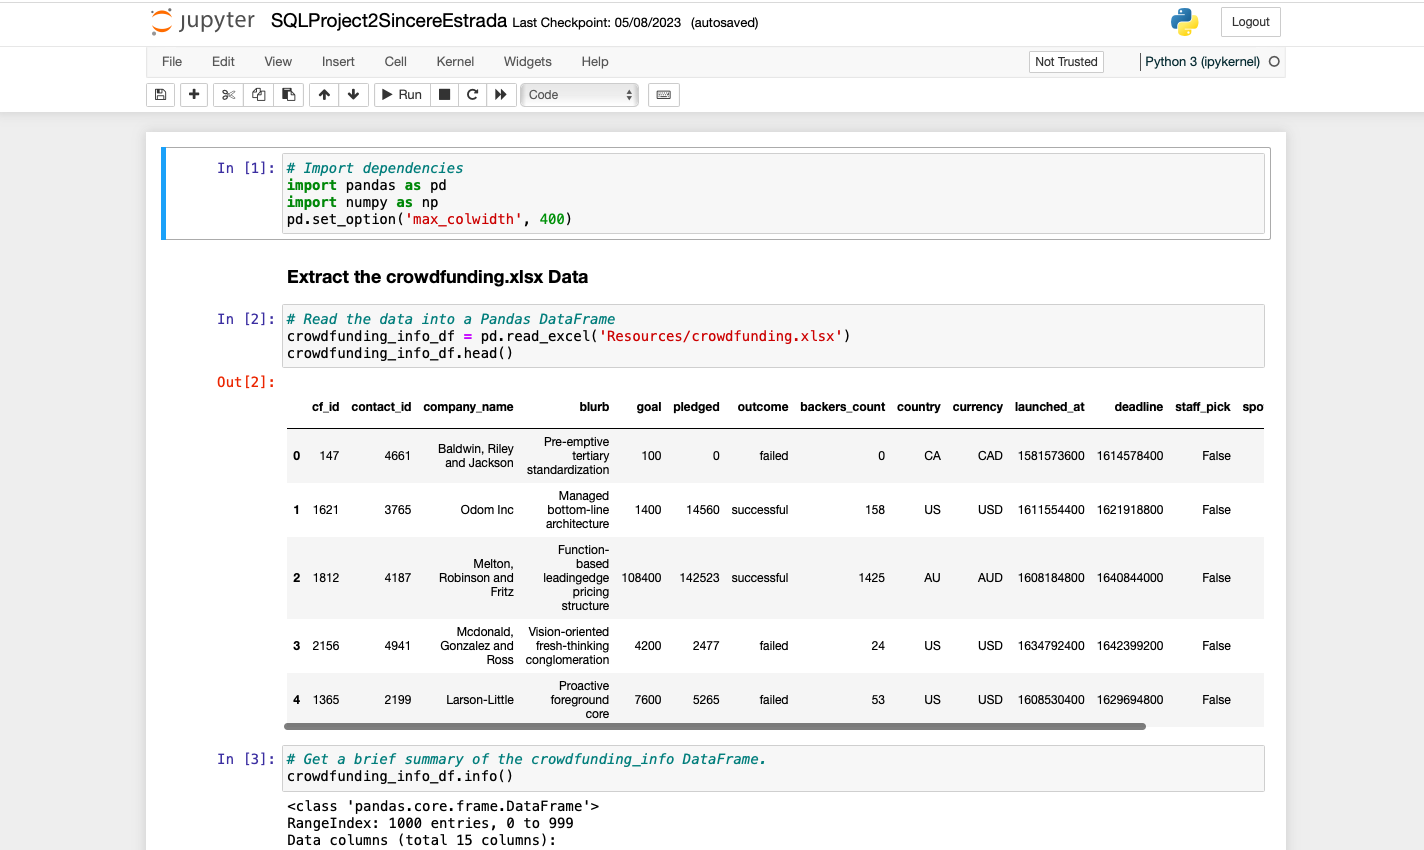 jupyter SQLProject2SincereEstrada Last Checkpoint: 05/08/2023 (autosaved) Logout
File Edit View Insert Cell Kernel Widgets Help Not Trusted Python 3 (ipykernel)
Run Code
In [1]: # Import dependencies
import pandas as pd
import numpy as np
pd.set_option('max_colwidth', 400)
Extract the crowdfunding.xlsx Data
In [2]: # Read the data into a Pandas DataFrame
crowdfunding_info_df = pd.read_excel('Resources/crowdfunding.xlsx')
crowdfunding_info_df.head()
Out[2]:
cf_id contact_id company_name blurb goal pledged outcome backers_count country currency launched_at deadline staff_pick spo
0 147 4661 Baldwin, Riley and Jackson Pre-emptive tertiary standardization 100 0 failed 0 CA CAD 1581573600 1614578400 False
1 1621 3765 Odom Inc Managed bottom-line architecture 1400 14560 successful 158 US USD 1611554400 1621918800 False
2 1812 4187 Melton, Robinson and Fritz Function-based leadingedge pricing structure 108400 142523 successful 1425 AU AUD 1608184800 1640844000 False
3 2156 4941 Mcdonald, Gonzalez and Ross Vision-oriented fresh-thinking conglomeration 4200 2477 failed 24 US USD 1634792400 1642399200 False
4 1365 2199 Larson-Little Proactive foreground core 7600 5265 failed 53 US USD 1608530400 1629694800 False
In [3]: # Get a brief summary of the crowdfunding_info DataFrame.
crowdfunding_info_df.info()
<class 'pandas.core.frame.DataFrame'>
RangeIndex: 1000 entries, 0 to 999
Data columns (total 15 columns):